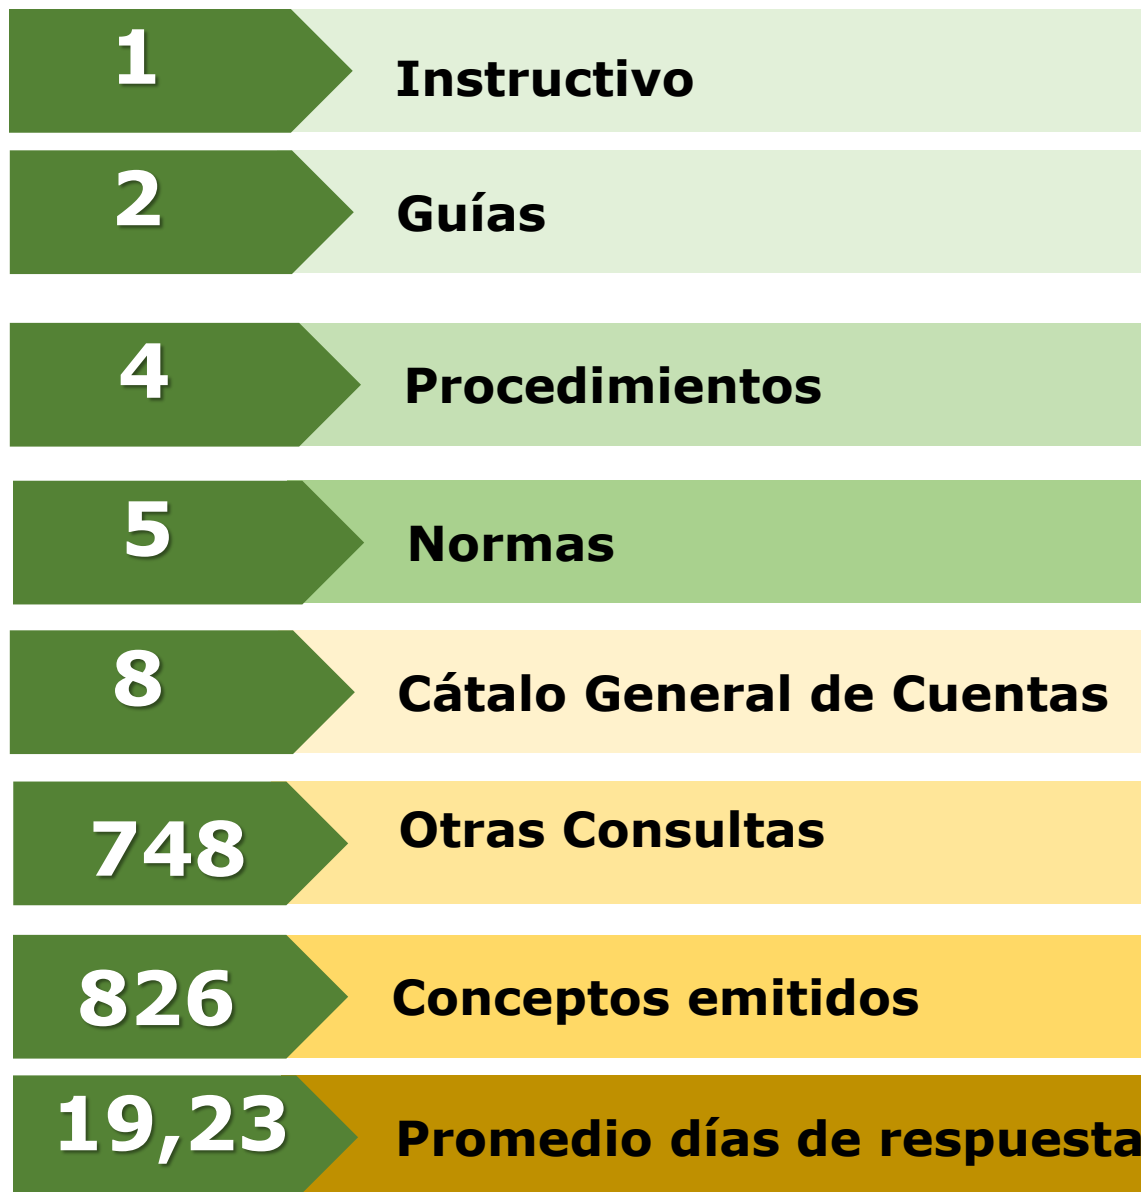 1
Instructivo
2
Guías
4
Procedimientos
5
Normas
8
Cátalo General de Cuentas
748
Otras Consultas
826
Conceptos emitidos
19,23
Promedio días de respuesta